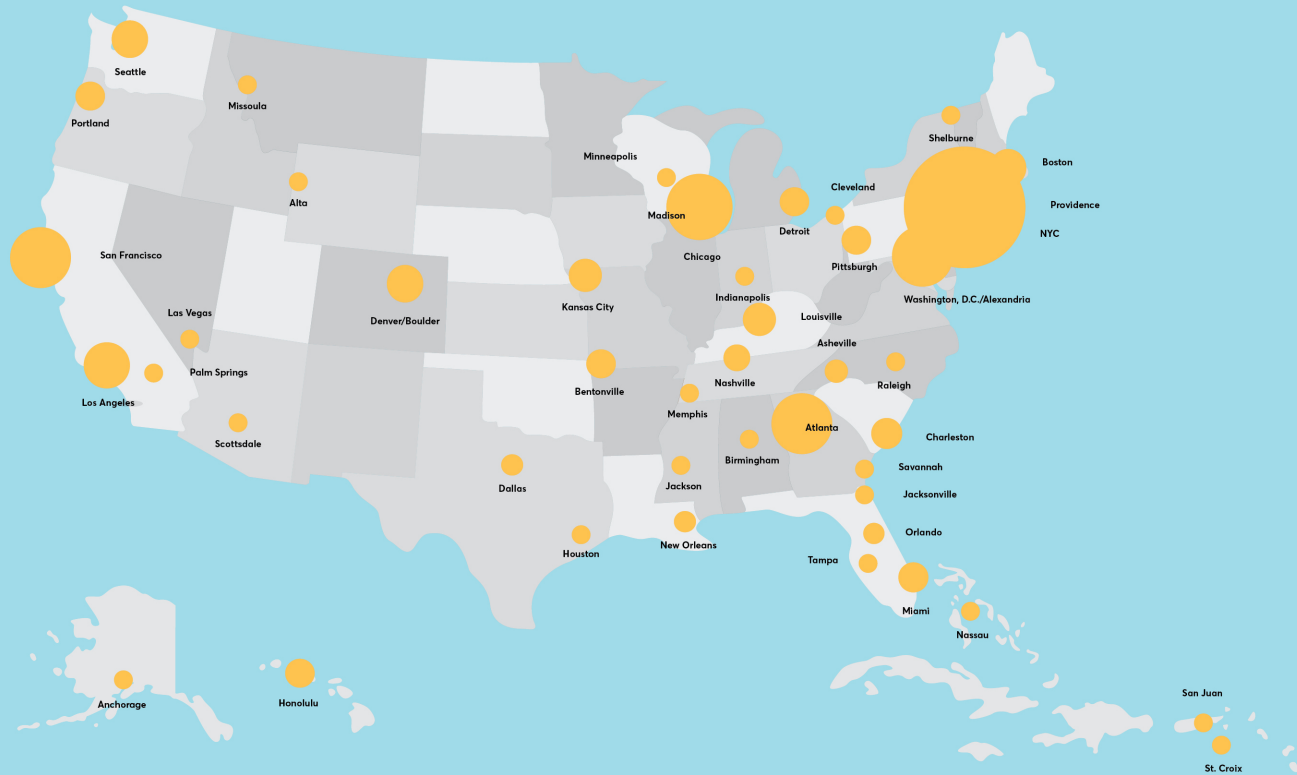 Seattle
Missoula
Portland
Shelburne
Minneapolis
Boston
Cleveland
Alta
Providence
Madison
Detroit
NYC
San Francisco
Chicago
Pittsburgh
Indianapolis
Washington, D.C./Alexandria
Kansas City
Las Vegas
Louisville
Denver/Boulder
Asheville
Palm Springs
Nashville
Raleigh
Bentonville
Los Angeles
Memphis
Atlanta
Charleston
Scottsdale
Birmingham
Savannah
Jackson
Dallas
Jacksonville
Orlando
New Orleans
Houston
Tampa
Miami
Nassau
San Juan
Honolulu
Anchorage
St. Croix